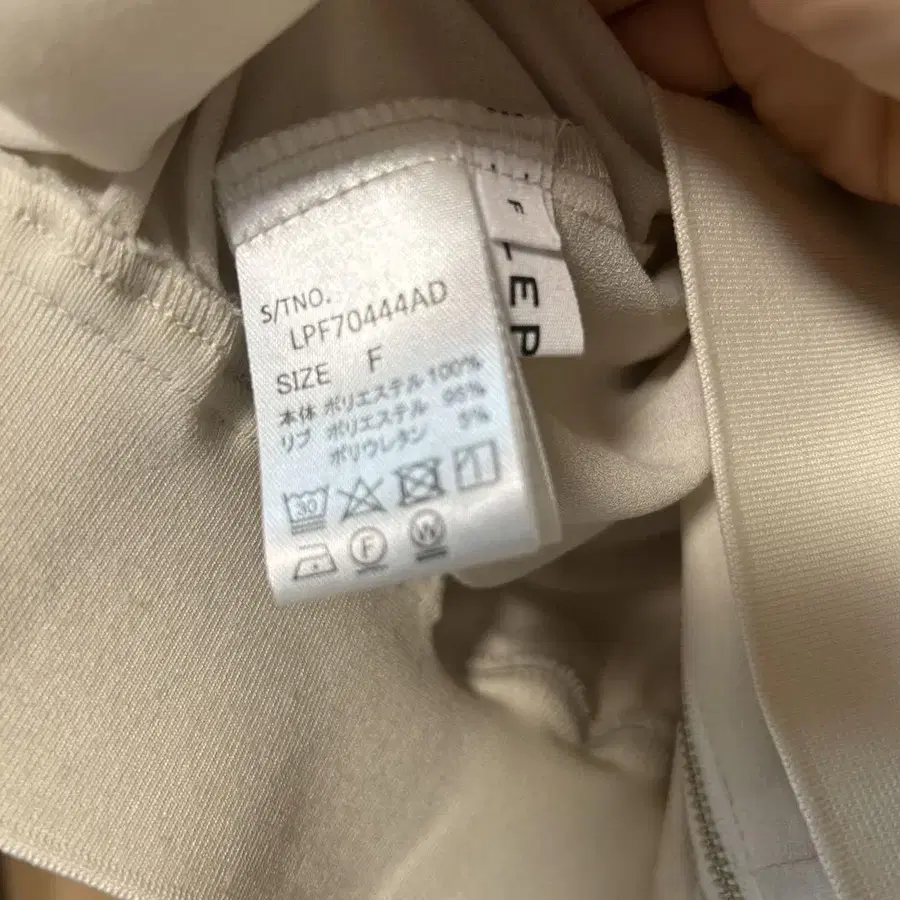 S/TNO.
LPF70444AD
SIZE F
本体 ポリエステル 100%
リブ ポリエステル 95%
ポリウレタン 5%
30
F
W
F
LEP